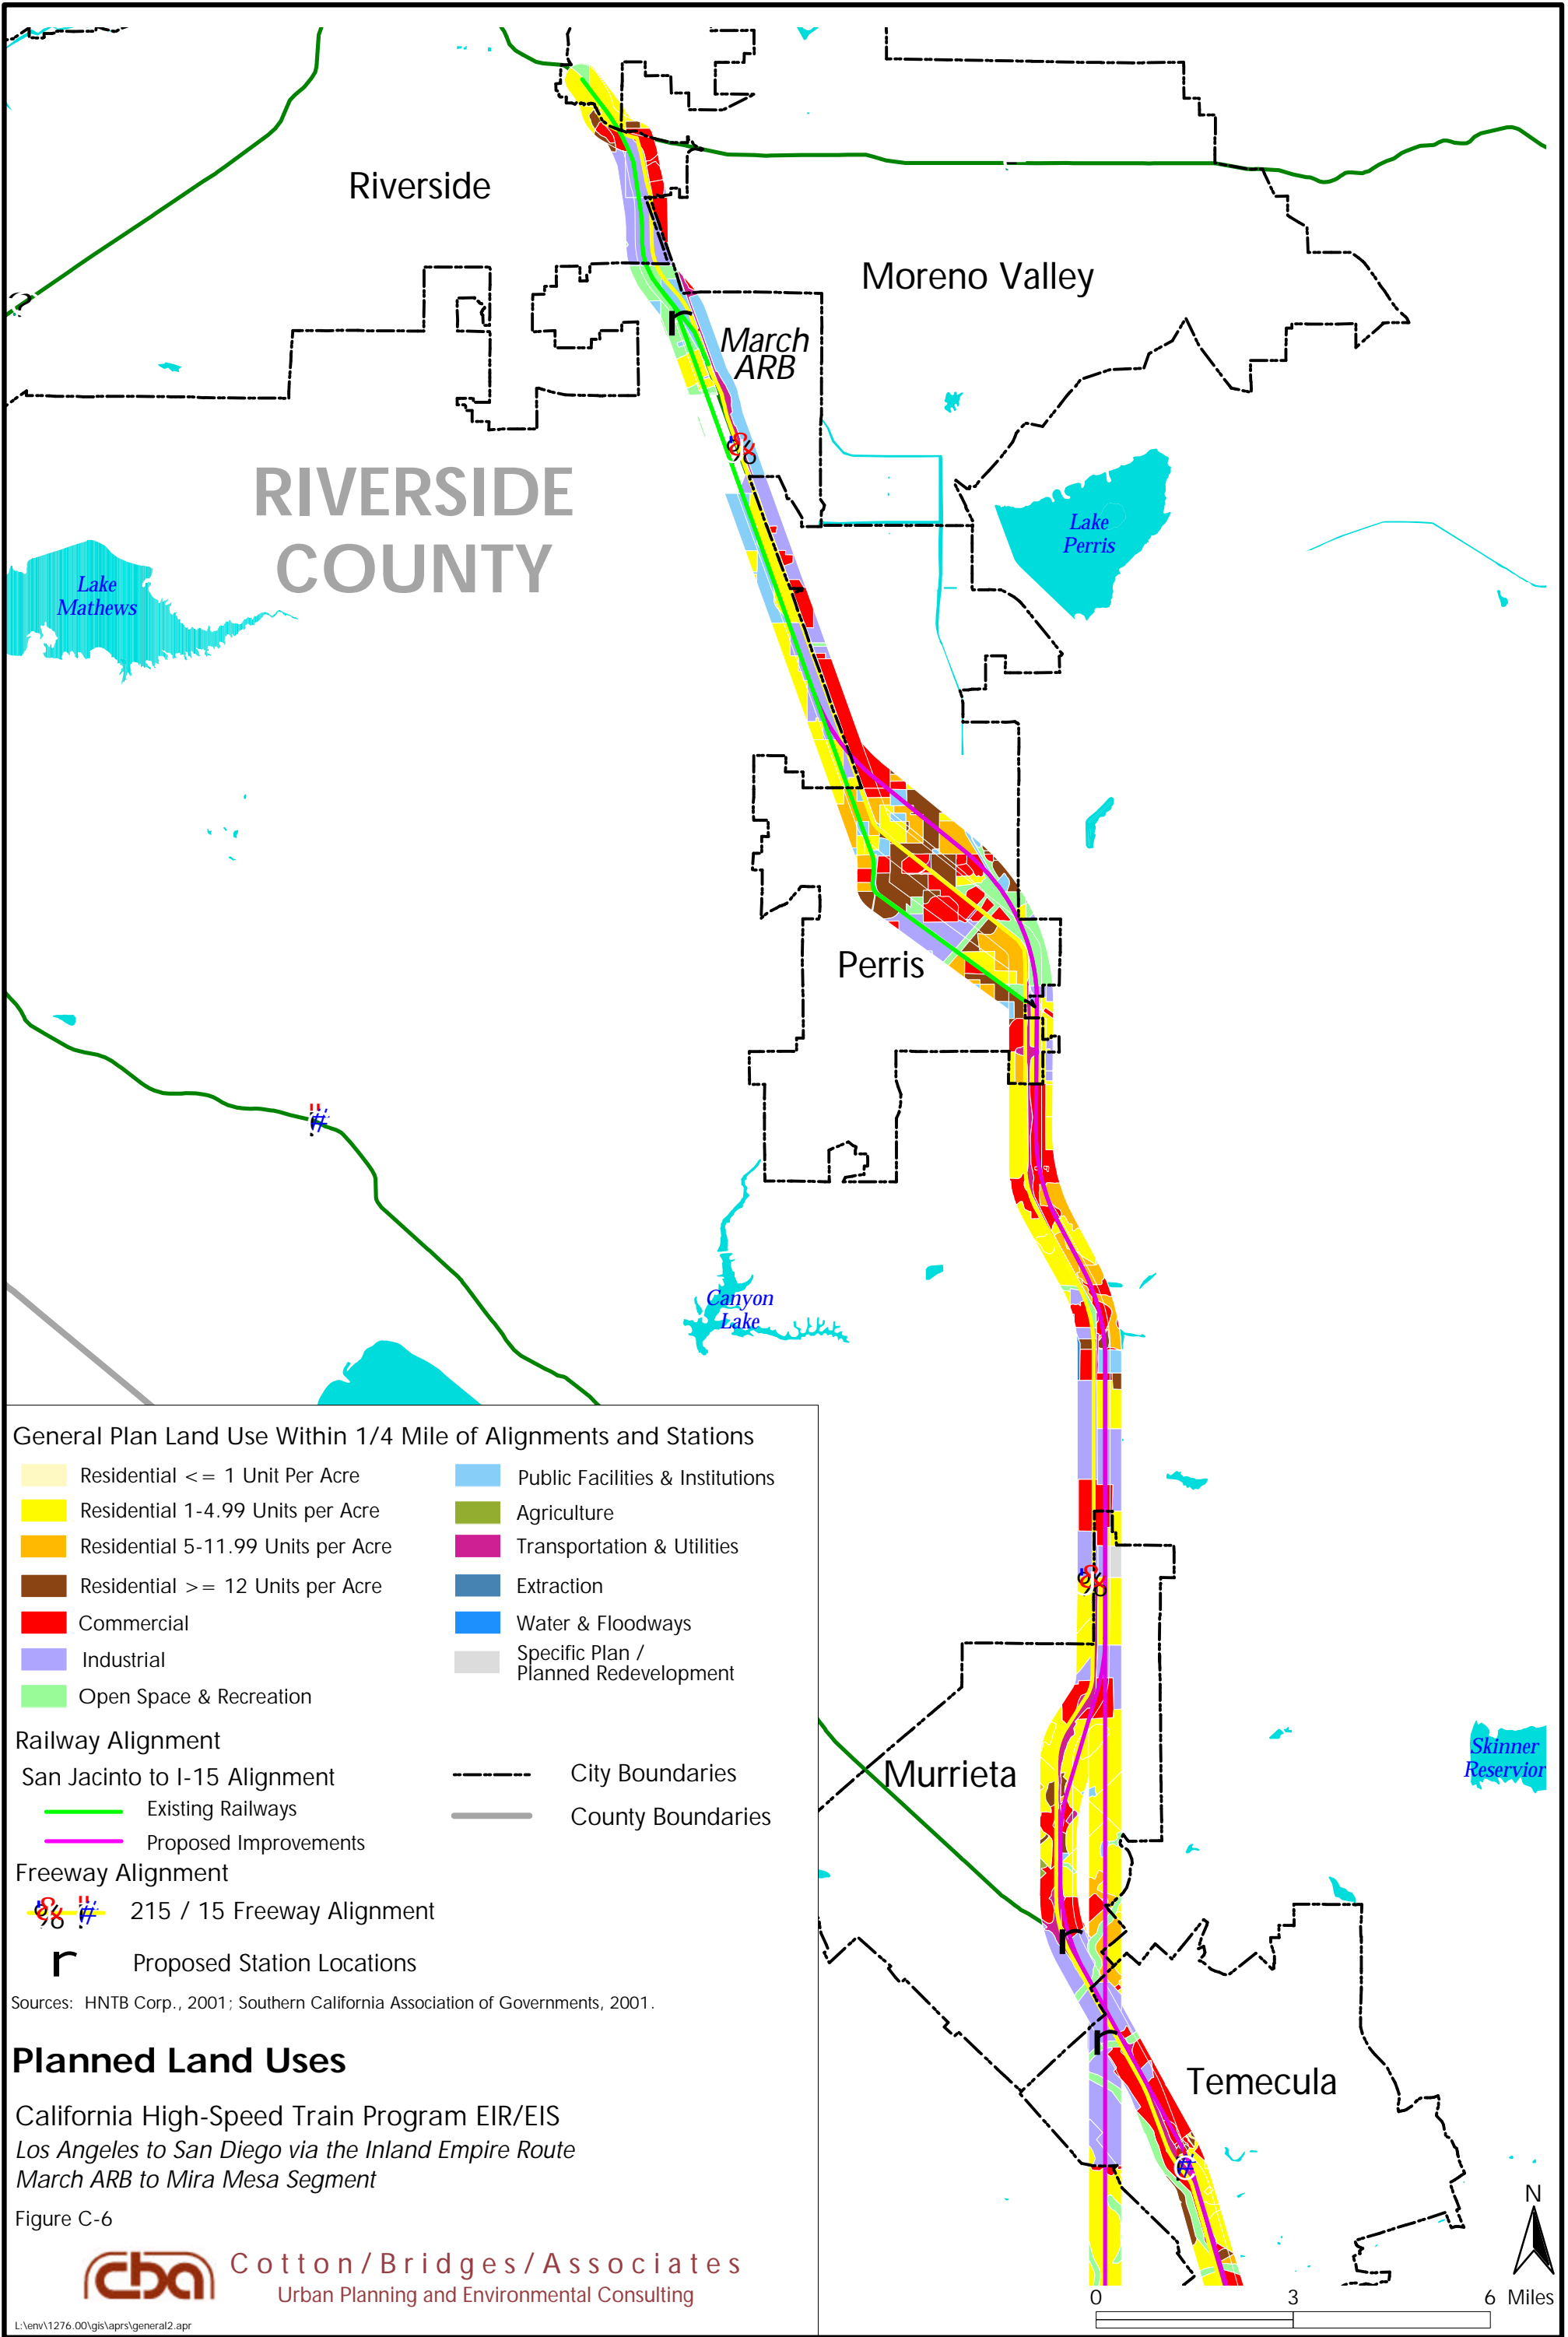 Riverside
Moreno Valley
March
ARB
RIVERSIDE
COUNTY
Lake
Perris
Lake
Mathews
Perris
Canyon
Lake
Murrieta
Skinner
Reservior
Temecula
General Plan Land Use Within 1/4 Mile of Alignments and Stations
Residential <= 1 Unit Per Acre
Residential 1-4.99 Units per Acre
Residential 5-11.99 Units per Acre
Residential >= 12 Units per Acre
Commercial
Industrial
Open Space & Recreation
Public Facilities & Institutions
Agriculture
Transportation & Utilities
Extraction
Water & Floodways
Specific Plan /
Planned Redevelopment
Railway Alignment
San Jacinto to I-15 Alignment
Existing Railways
Proposed Improvements
City Boundaries
County Boundaries
Freeway Alignment
215 / 15 Freeway Alignment
r Proposed Station Locations
Sources: HNTB Corp., 2001; Southern California Association of Governments, 2001.
Planned Land Uses
California High-Speed Train Program EIR/EIS
Los Angeles to San Diego via the Inland Empire Route
March ARB to Mira Mesa Segment
Figure C-6
cba
Cotton/Bridges/Associates
Urban Planning and Environmental Consulting
L:\env\1276.00\gis\aprs\general2.apr
N
0 3 6 Miles
r
r
r